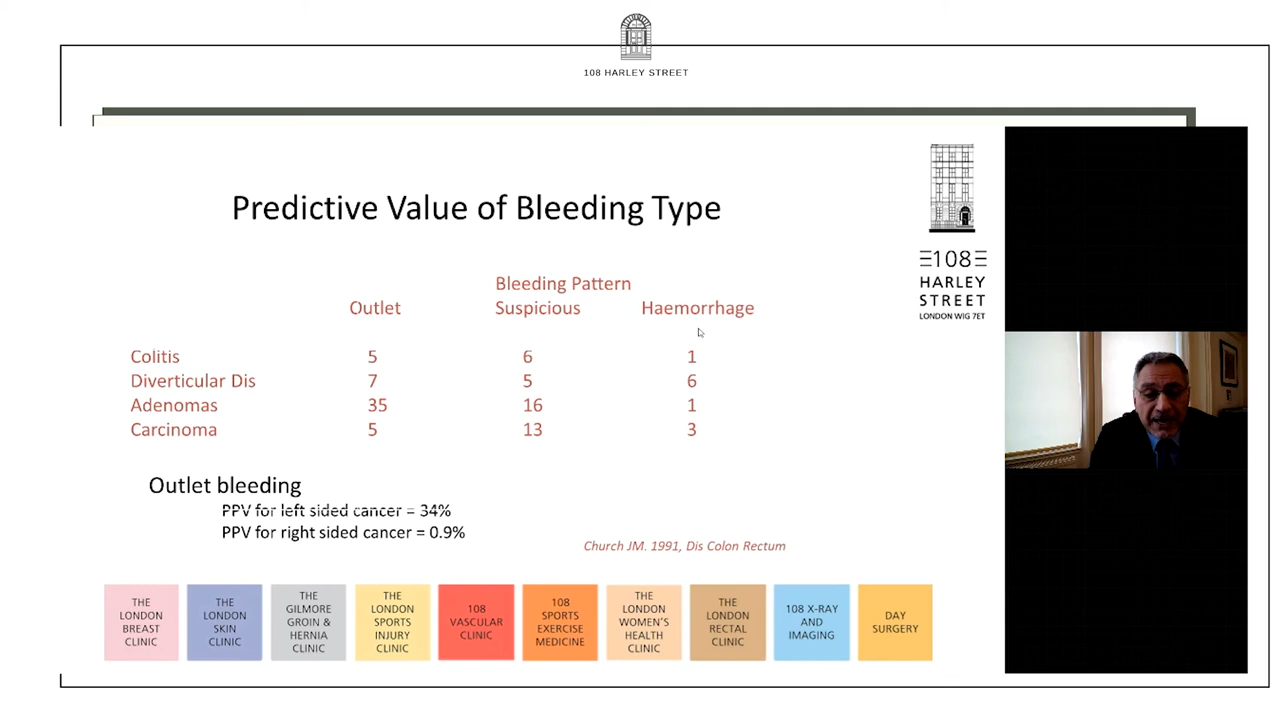 108 HARLEY STREET
Predictive Value of Bleeding Type
Bleeding Pattern
Outlet Suspicious Haemorrhage
Colitis 5 6 1
Diverticular Dis 7 5 6
Adenomas 35 16 1
Carcinoma 5 13 3
Outlet bleeding
PPV for left sided cancer = 34%
PPV for right sided cancer = 0.9%
Church JM. 1991, Dis Colon Rectum
108
HARLEY
STREET
LONDON W1G 7ET
THE
LONDON
BREAST
CLINIC
THE
LONDON
SKIN
CLINIC
THE
GILMORE
GROIN &
HERNIA
CLINIC
THE
LONDON
SPORTS
INJURY
CLINIC
108
VASCULAR
CLINIC
108
SPORTS
EXERCISE
MEDICINE
THE
LONDON
WOMEN'S
HEALTH
CLINIC
THE
LONDON
RECTAL
CLINIC
108 X-RAY
AND
IMAGING
DAY
SURGERY